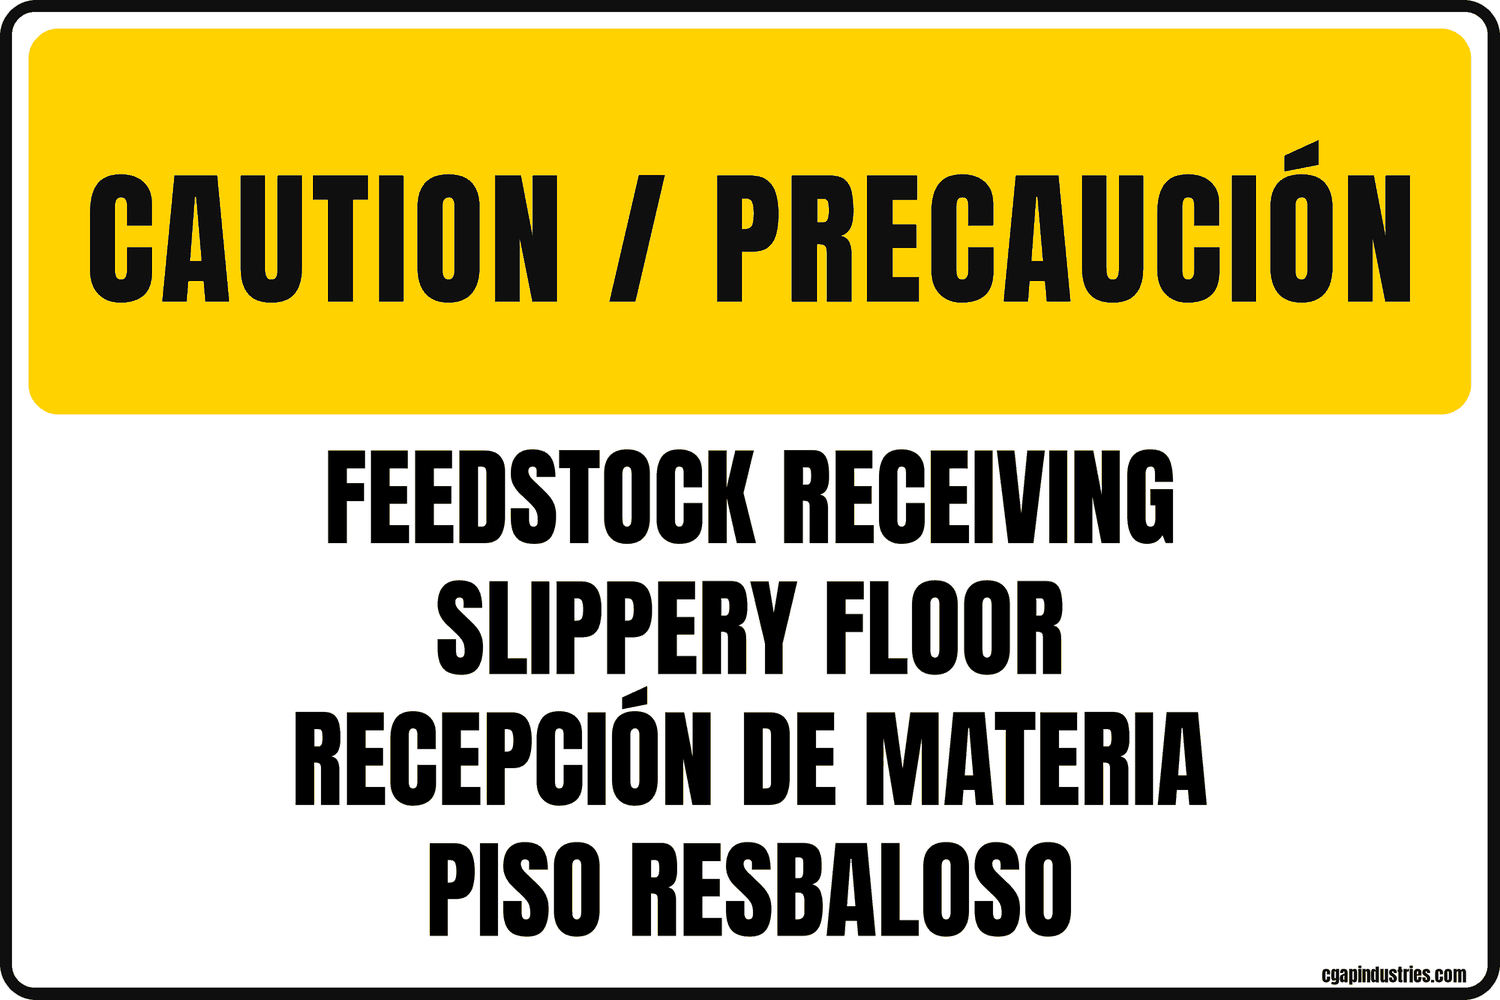 CAUTION / PRECAUCIÓN
FEEDSTOCK RECEIVING
SLIPPERY FLOOR
RECEPCIÓN DE MATERIA
PISO RESBALOSO
cgapindustries.com